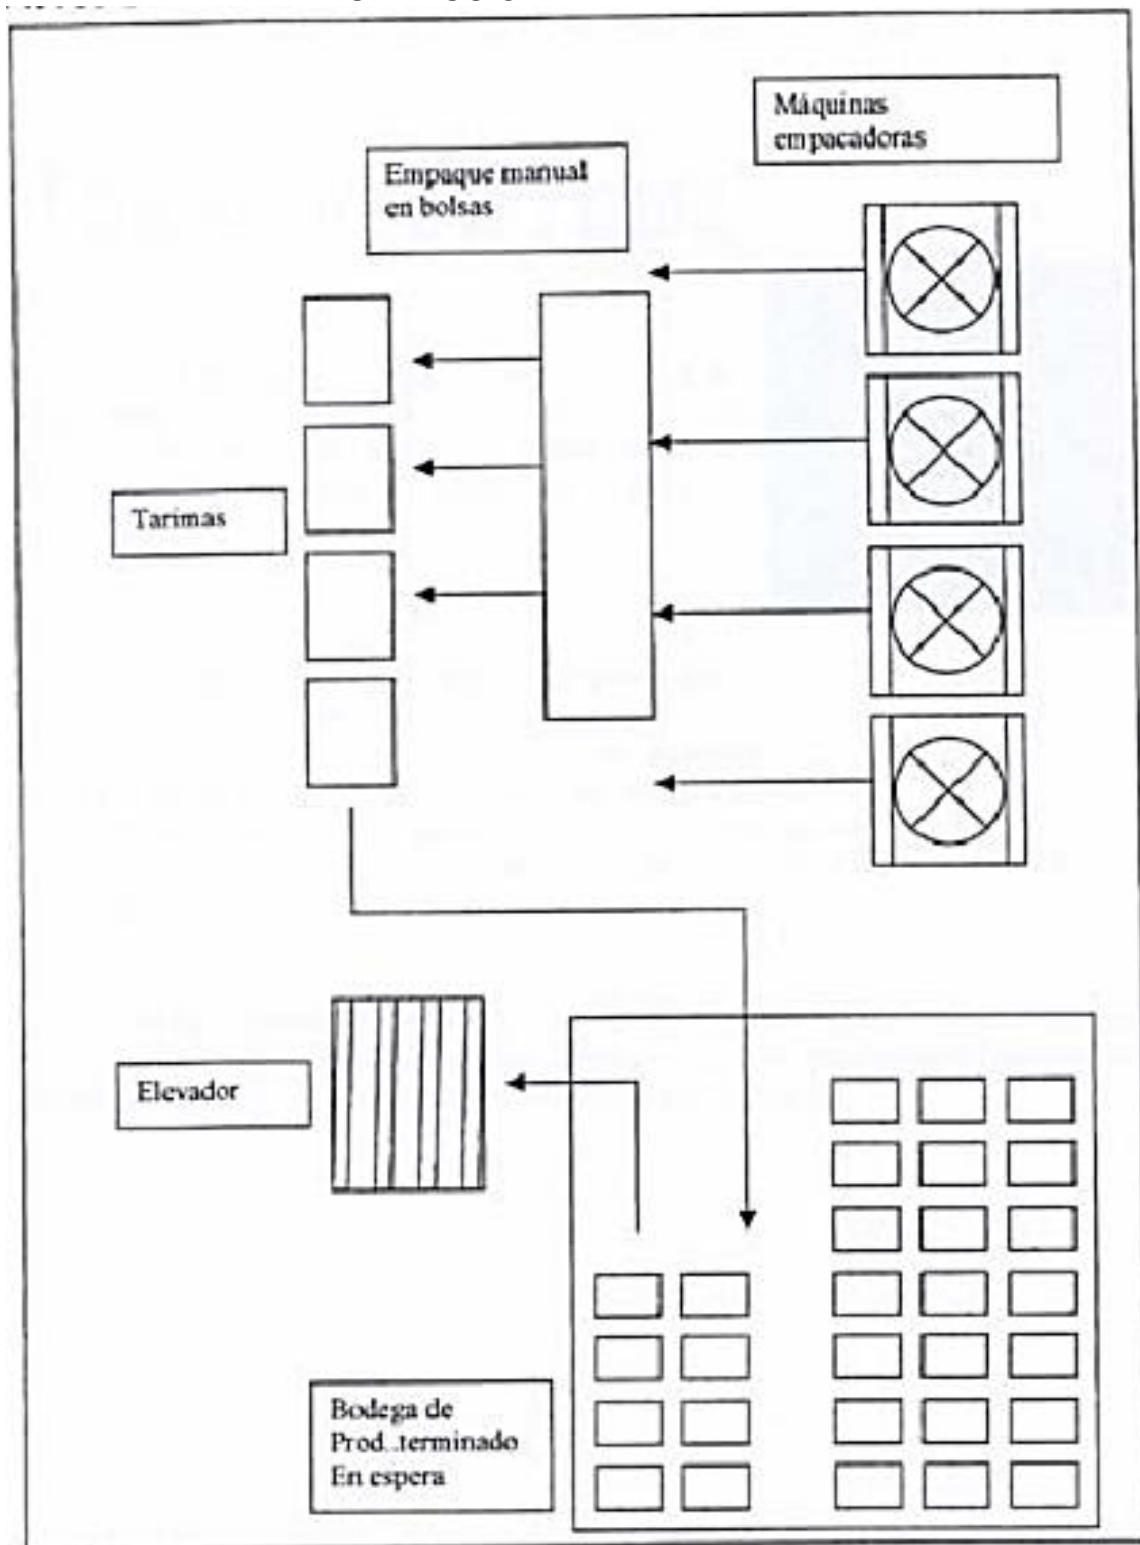 Máquinas
empacadoras
Empaque manual
en bolsas
Tarimas
Elevador
Bodega de
Prod..terminado
En espera